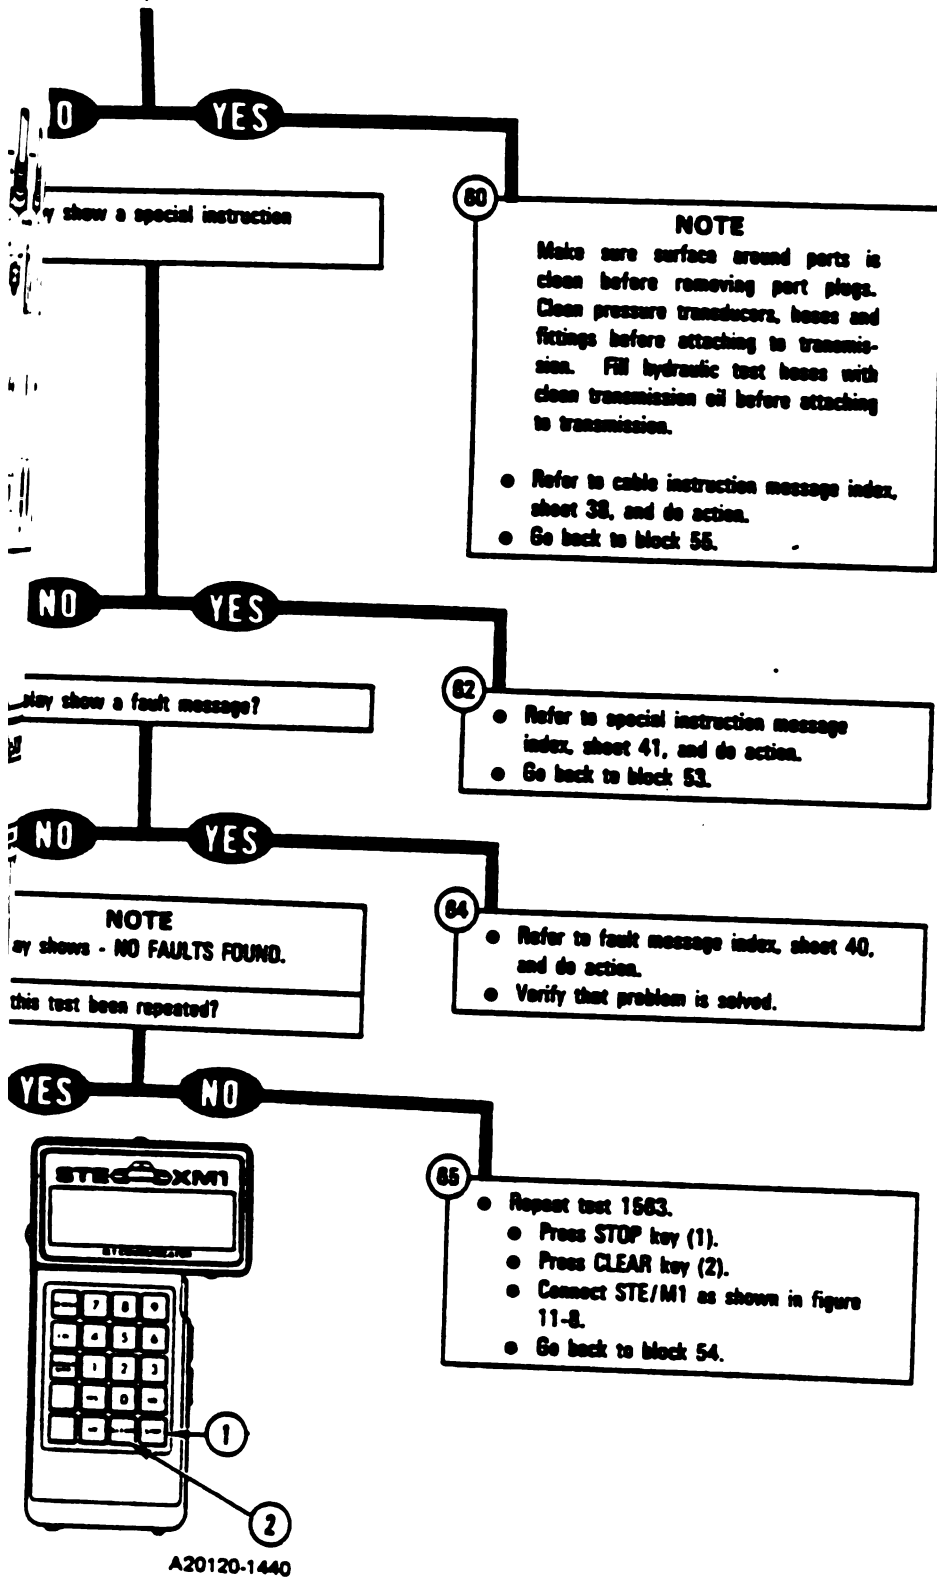 YES
60
y show a special instruction
NOTE
Make sure surface around ports is
clean before removing port plugs.
Clean pressure transducers, hoses and
fittings before attaching to transmis-
sion. Fill hydraulic test hoses with
clean transmission oil before attaching
to transmission.
● Refer to cable instruction message index,
sheet 38, and do action.
● Go back to block 55.
NO
YES
play show a fault message?
62
● Refer to special instruction message
index, sheet 41, and do action.
● Go back to block 53.
NO
YES
64
NOTE
ay shows - NO FAULTS FOUND.
this test been repeated?
● Refer to fault message index, sheet 40,
and do action.
● Verify that problem is solved.
YES
NO
65
● Repeat test 1563.
● Press STOP key (1).
● Press CLEAR key (2).
● Connect STE/M1 as shown in figure
11-8.
● Go back to block 54.
STE XM1
7 8 9
4 5 6
1 2 3
0
1
2
A20120-1440